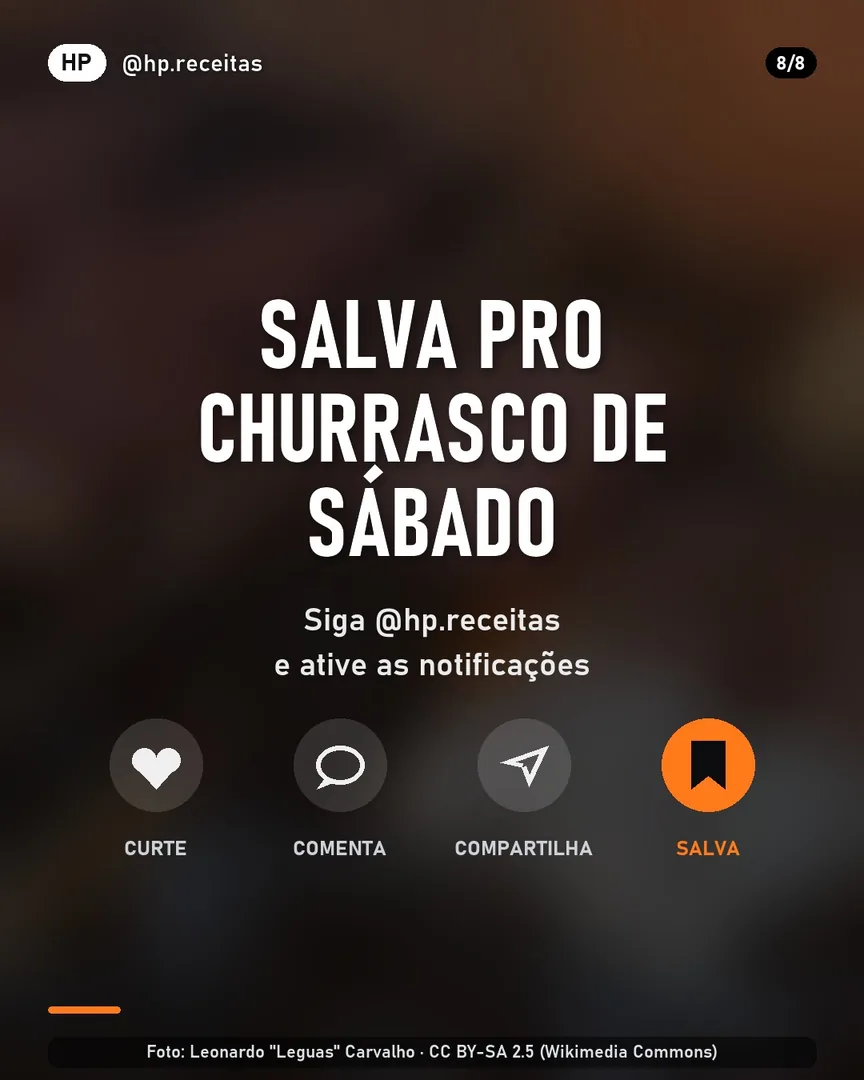 HP @hp.receitas 8/8
SALVA PRO
CHURRASCO DE
SÁBADO
Siga @hp.receitas
e ative as notificações
CURTE COMENTA COMPARTILHA SALVA
Foto: Leonardo "Leguas" Carvalho · CC BY-SA 2.5 (Wikimedia Commons)